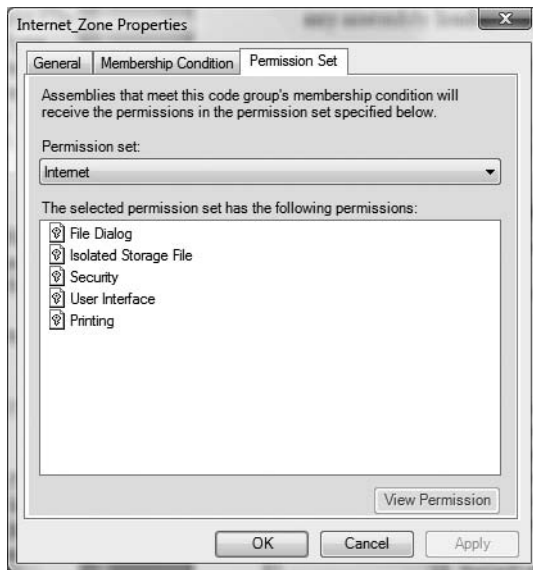 Internet_Zone Properties
General
Membership Condition
Permission Set
Assemblies that meet this code group's membership condition will
receive the permissions in the permission set specified below.
Permission set:
Internet
The selected permission set has the following permissions:
File Dialog
Isolated Storage File
Security
User Interface
Printing
View Permission
OK
Cancel
Apply